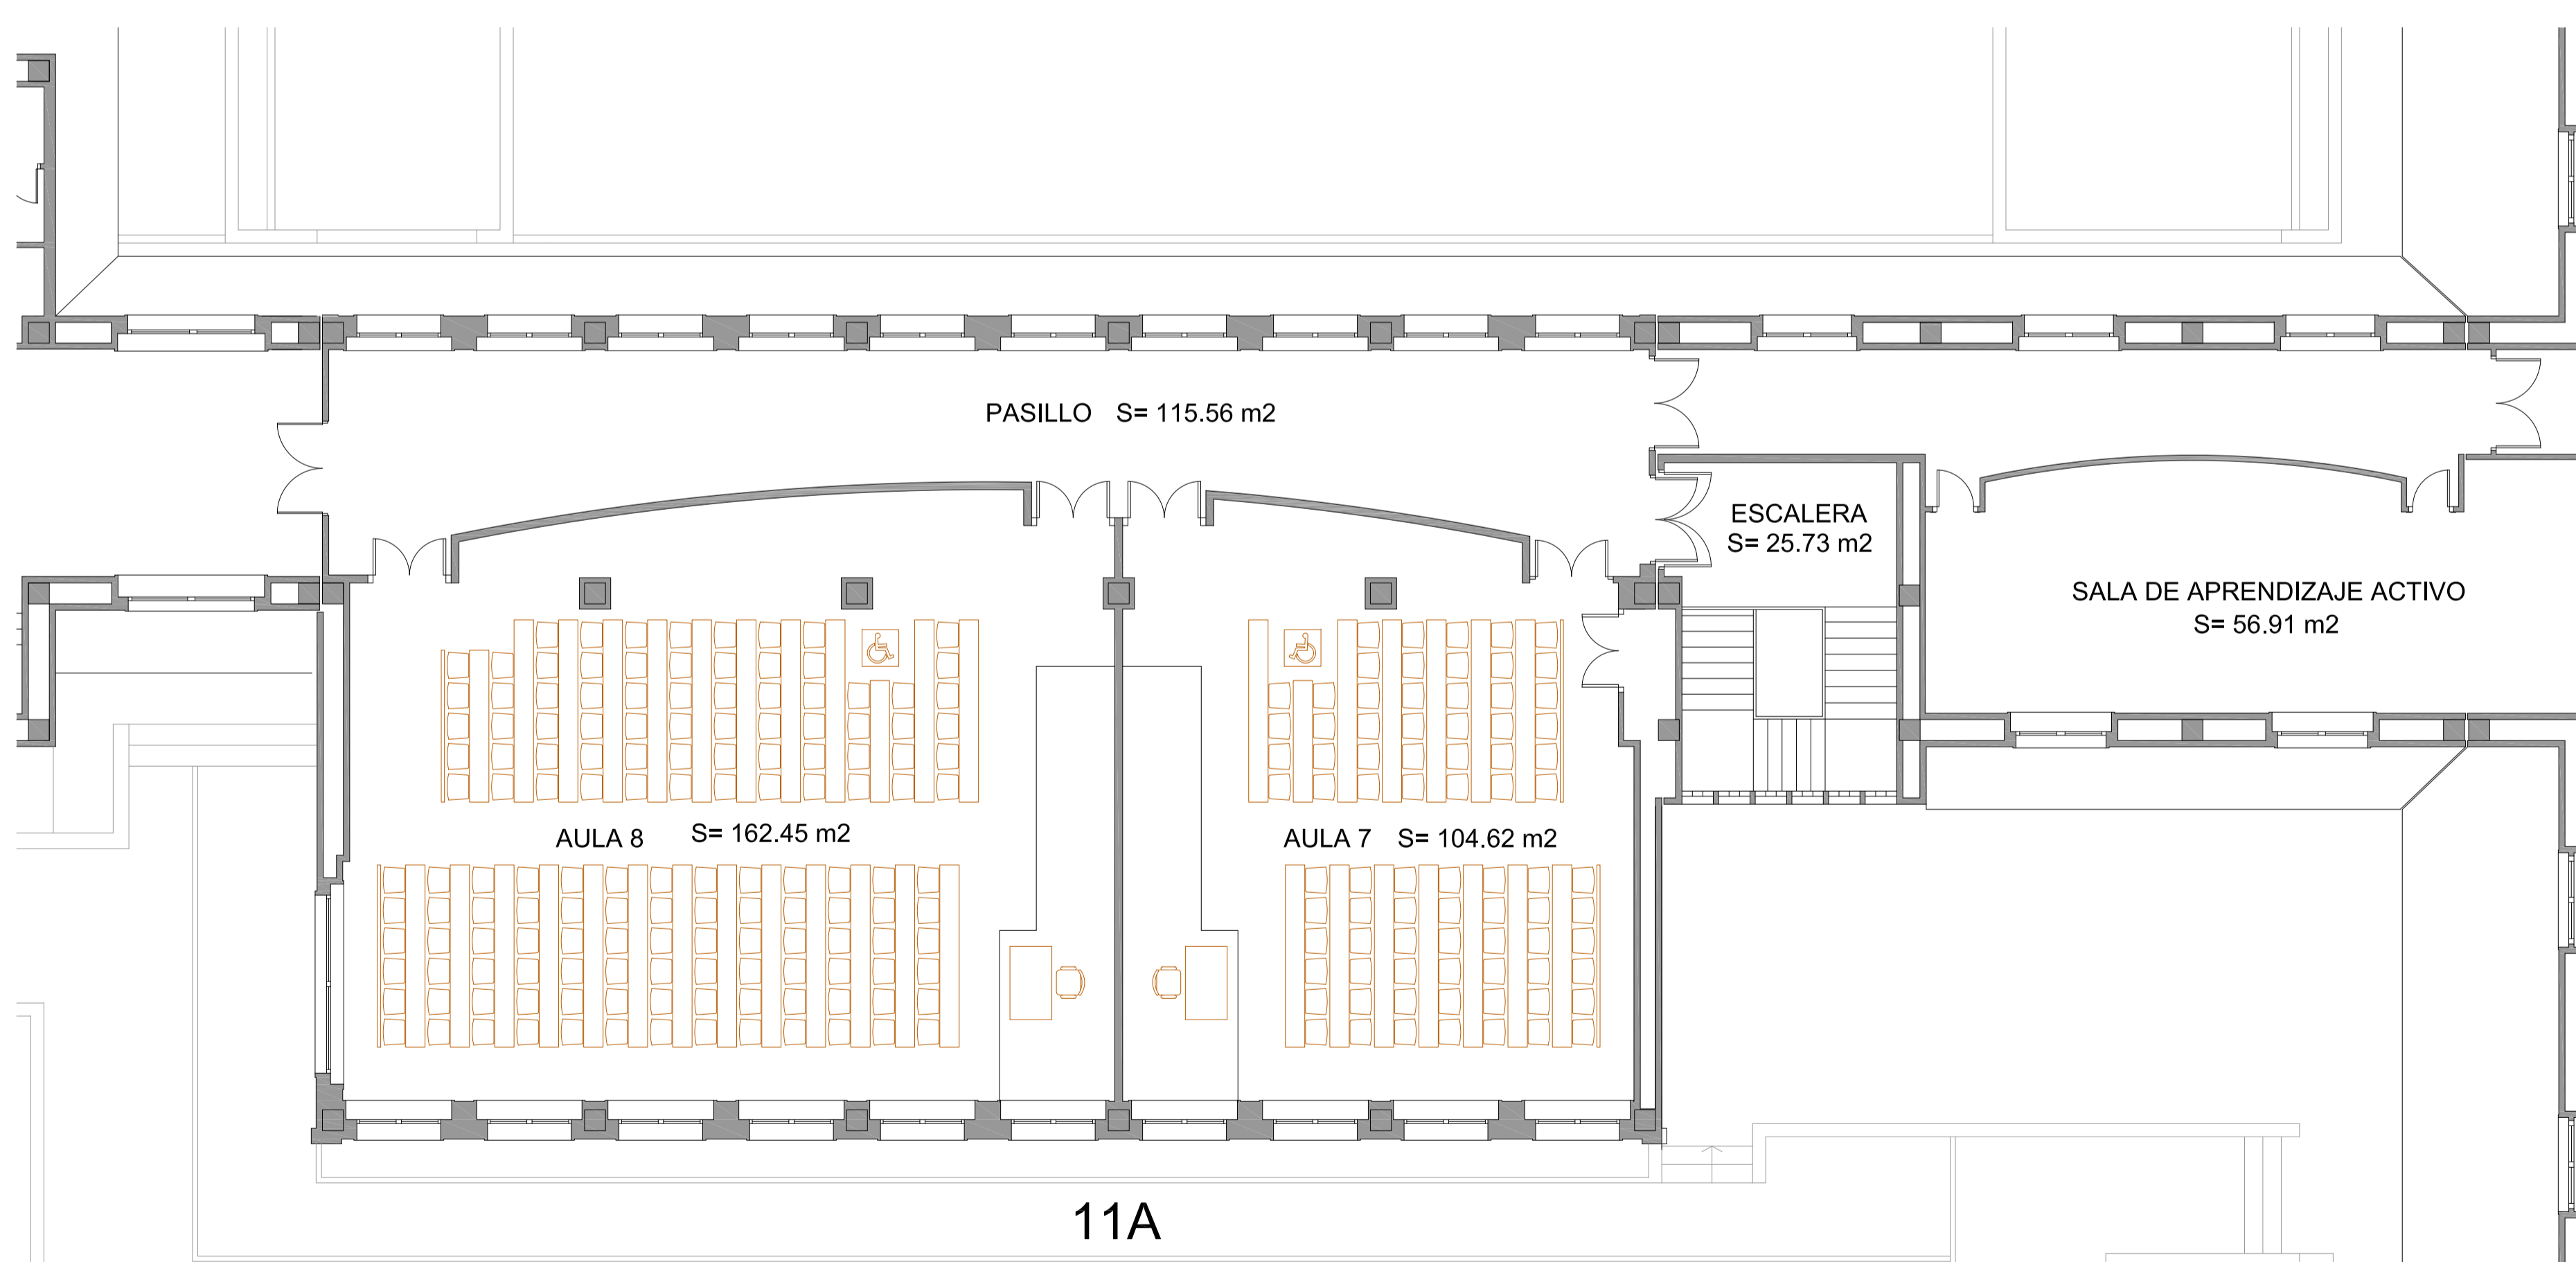 PASILLO S= 115.56 m2
ESCALERA
S= 25.73 m2
SALA DE APRENDIZAJE ACTIVO
S= 56.91 m2
AULA 8 S= 162.45 m2
AULA 7 S= 104.62 m2
11A